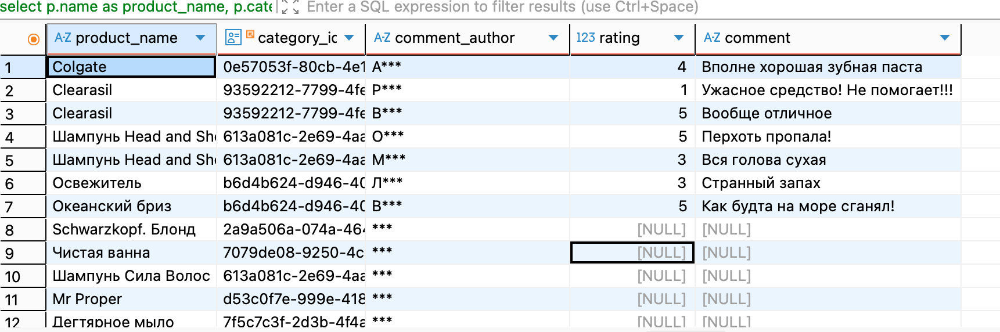 select p.name as product_name, p.cate Enter a SQL expression to filter results (use Ctrl+Space)
A-Z product_name category_ic A-Z comment_author 123 rating A-Z comment
1 Colgate 0e57053f-80cb-4e1 А*** 4 Вполне хорошая зубная паста
2 Clearasil 93592212-7799-4fe Р*** 1 Ужасное средство! Не помогает!!!
3 Clearasil 93592212-7799-4fe В*** 5 Вообще отличное
4 Шампунь Head and Sho 613a081c-2e69-4aa О*** 5 Перхоть пропала!
5 Шампунь Head and Sho 613a081c-2e69-4aa М*** 3 Вся голова сухая
6 Освежитель b6d4b624-d946-40 Л*** 3 Странный запах
7 Океанский бриз b6d4b624-d946-40 В*** 5 Как будта на море сганял!
8 Schwarzkopf. Блонд 2a9a506a-074a-464 *** [NULL] [NULL]
9 Чистая ванна 7079de08-9250-4c *** [NULL] [NULL]
10 Шампунь Сила Волос 613a081c-2e69-4aa *** [NULL] [NULL]
11 Mr Proper d53c0f7e-999e-418 *** [NULL] [NULL]
12 Дегтярное мыло 7f5c7c3f-2d3b-4f4a *** [NULL] [NULL]